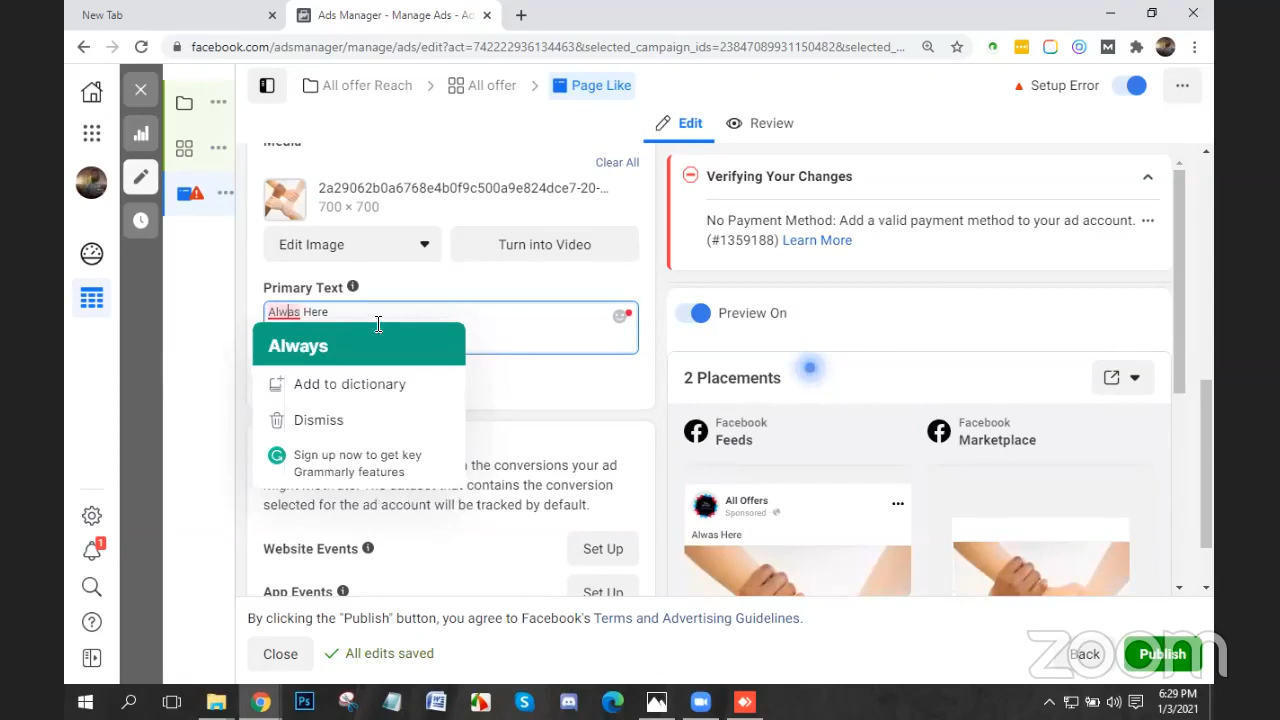 New Tab
Ads Manager - Manage Ads - Ad
facebook.com/adsmanager/manage/ads/edit?act=742222936134463&selected_campaign_ids=23847089931150482&selected_...
All offer Reach
All offer
Page Like
Setup Error
Edit
Review
Media
Clear All
2a29062b0a6768e4b0f9c500a9e824dce7-20-...
700 × 700
Edit Image
Turn into Video
Primary Text
Alwas Here
Always
Add to dictionary
Dismiss
Sign up now to get key
Grammarly features
the conversions your ad
that contains the conversion
selected for the ad account will be tracked by default.
Website Events
Set Up
App Events
Set Up
Verifying Your Changes
No Payment Method: Add a valid payment method to your ad account.
(#1359188) Learn More
Preview On
2 Placements
Facebook
Feeds
Facebook
Marketplace
All Offers
Sponsored
Alwas Here
By clicking the "Publish" button, you agree to Facebook's Terms and Advertising Guidelines.
Close
All edits saved
Back
Publish
zoom
1
6:29 PM
1/3/2021